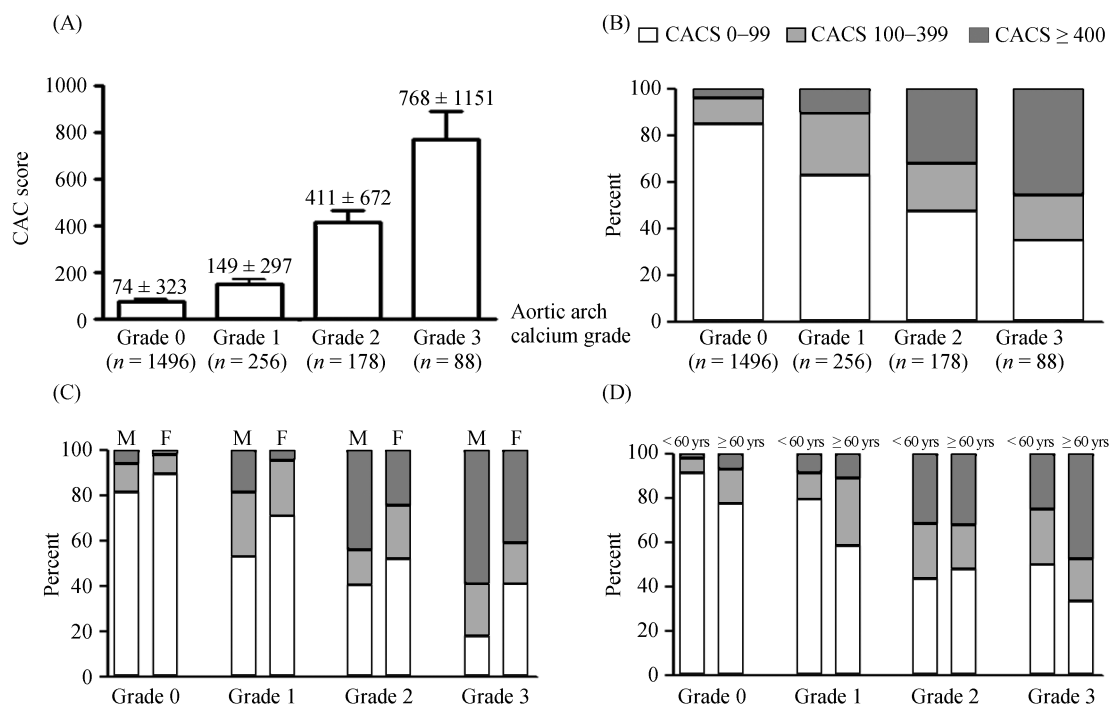 (A)
CAC score
1000
800
600
400
200
0
74 ± 323
149 ± 297
411 ± 672
768 ± 1151
Grade 0
(n = 1496)
Grade 1
(n = 256)
Grade 2
(n = 178)
Grade 3
(n = 88)
Aortic arch
calcium grade
(B)
CACS 0–99
CACS 100–399
CACS ≥ 400
Percent
100
80
60
40
20
0
Grade 0
(n = 1496)
Grade 1
(n = 256)
Grade 2
(n = 178)
Grade 3
(n = 88)
(C)
Percent
100
80
60
40
20
0
M F M F M F M F
Grade 0 Grade 1 Grade 2 Grade 3
(D)
Percent
100
80
60
40
20
0
< 60 yrs ≥ 60 yrs < 60 yrs ≥ 60 yrs < 60 yrs ≥ 60 yrs < 60 yrs ≥ 60 yrs
Grade 0 Grade 1 Grade 2 Grade 3